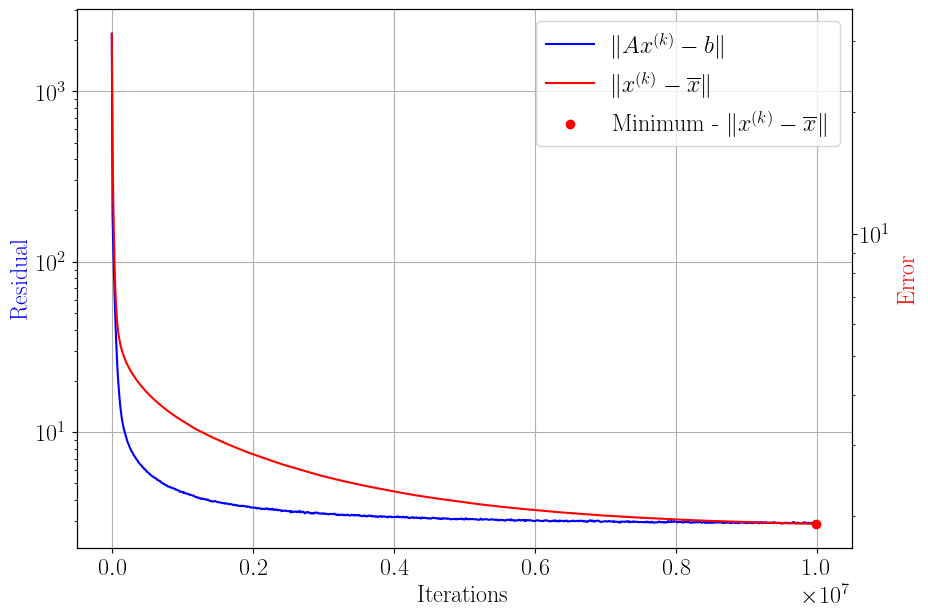 ‖Ax^{(k)} − b‖
‖x^{(k)} − x̅‖
Minimum - ‖x^{(k)} − x̅‖
10^3
10^2
10^1
Residual
10^1
Error
0.0 0.2 0.4 0.6 0.8 1.0
Iterations
×10^7